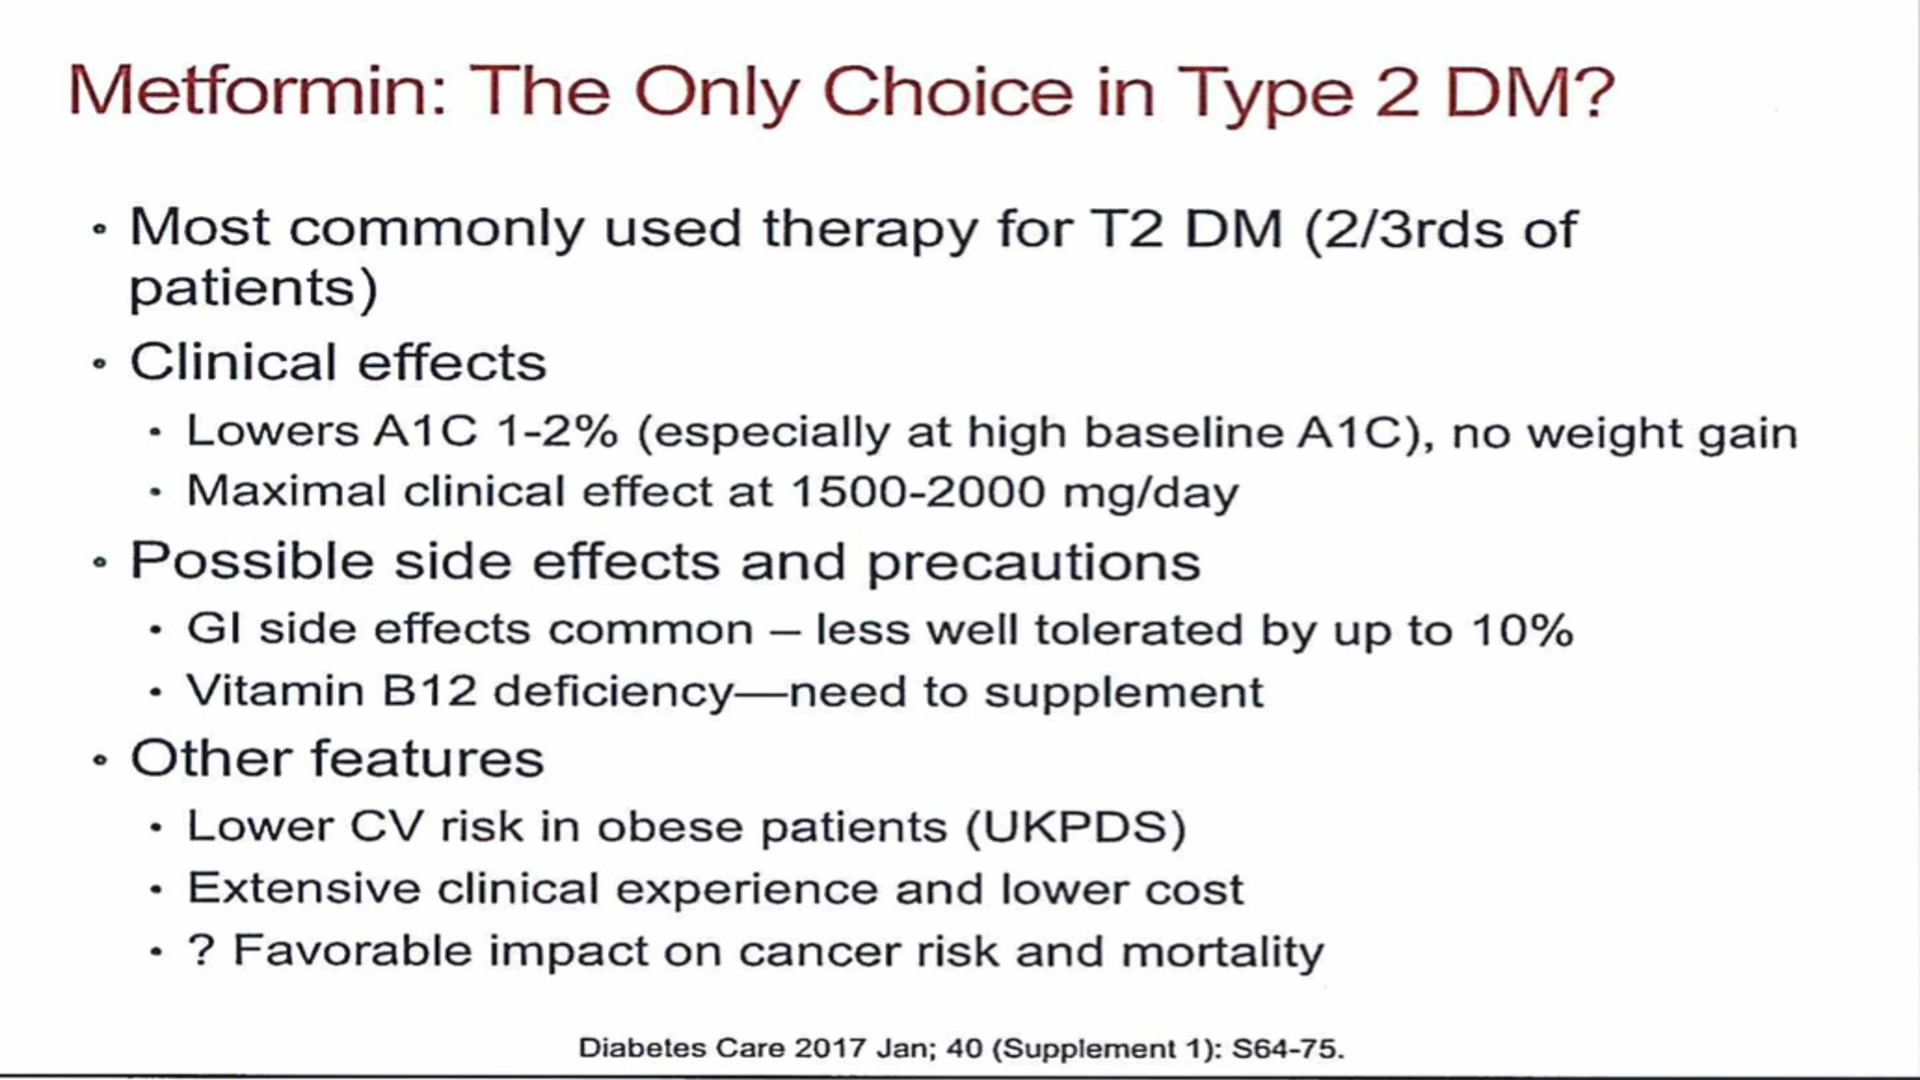 Metformin: The Only Choice in Type 2 DM?
• Most commonly used therapy for T2 DM (2/3rds of
patients)
• Clinical effects
• Lowers A1C 1-2% (especially at high baseline A1C), no weight gain
• Maximal clinical effect at 1500-2000 mg/day
• Possible side effects and precautions
• GI side effects common – less well tolerated by up to 10%
• Vitamin B12 deficiency—need to supplement
• Other features
• Lower CV risk in obese patients (UKPDS)
• Extensive clinical experience and lower cost
• ? Favorable impact on cancer risk and mortality
Diabetes Care 2017 Jan; 40 (Supplement 1): S64-75.